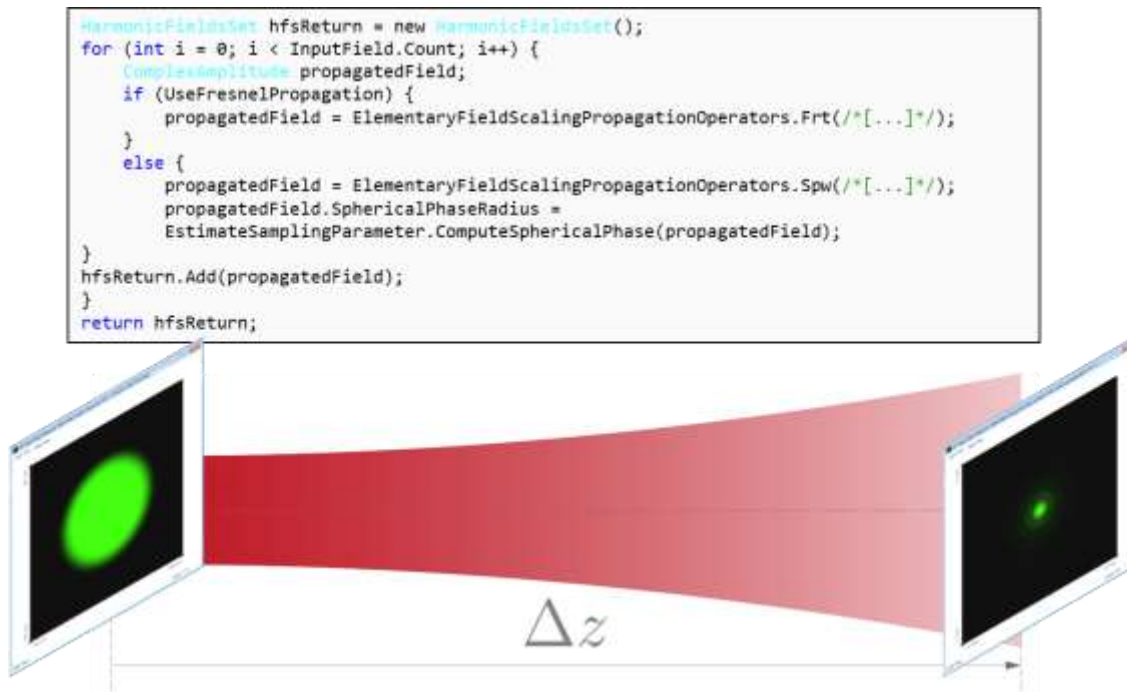 HarmonicFieldsSet hfsReturn = new HarmonicFieldsSet();
for (int i = 0; i < InputField.Count; i++) {
ComplexAmplitude propagatedField;
if (UseFresnelPropagation) {
propagatedField = ElementaryFieldScalingPropagationOperators.Frt(/*[...]*/);
}
else {
propagatedField = ElementaryFieldScalingPropagationOperators.Spw(/*[...]*/);
propagatedField.SphericalPhaseRadius =
EstimateSamplingParameter.ComputeSphericalPhase(propagatedField);
}
hfsReturn.Add(propagatedField);
}
return hfsReturn;
Δz